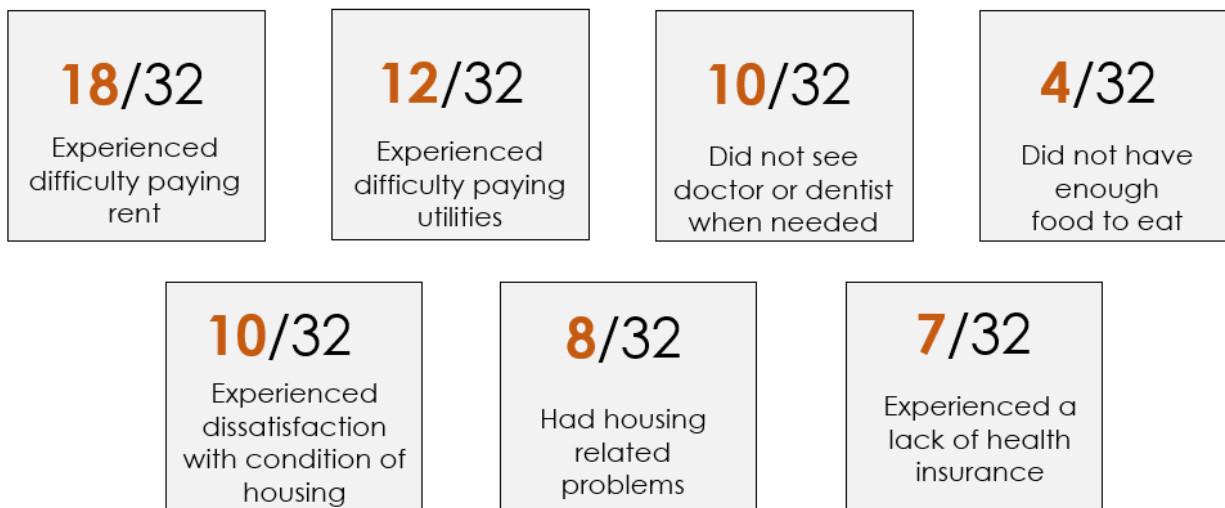 18/32
Experienced
difficulty paying
rent
12/32
Experienced
difficulty paying
utilities
10/32
Did not see
doctor or dentist
when needed
4/32
Did not have
enough
food to eat
10/32
Experienced
dissatisfaction
with condition of
housing
8/32
Had housing
related
problems
7/32
Experienced a
lack of health
insurance